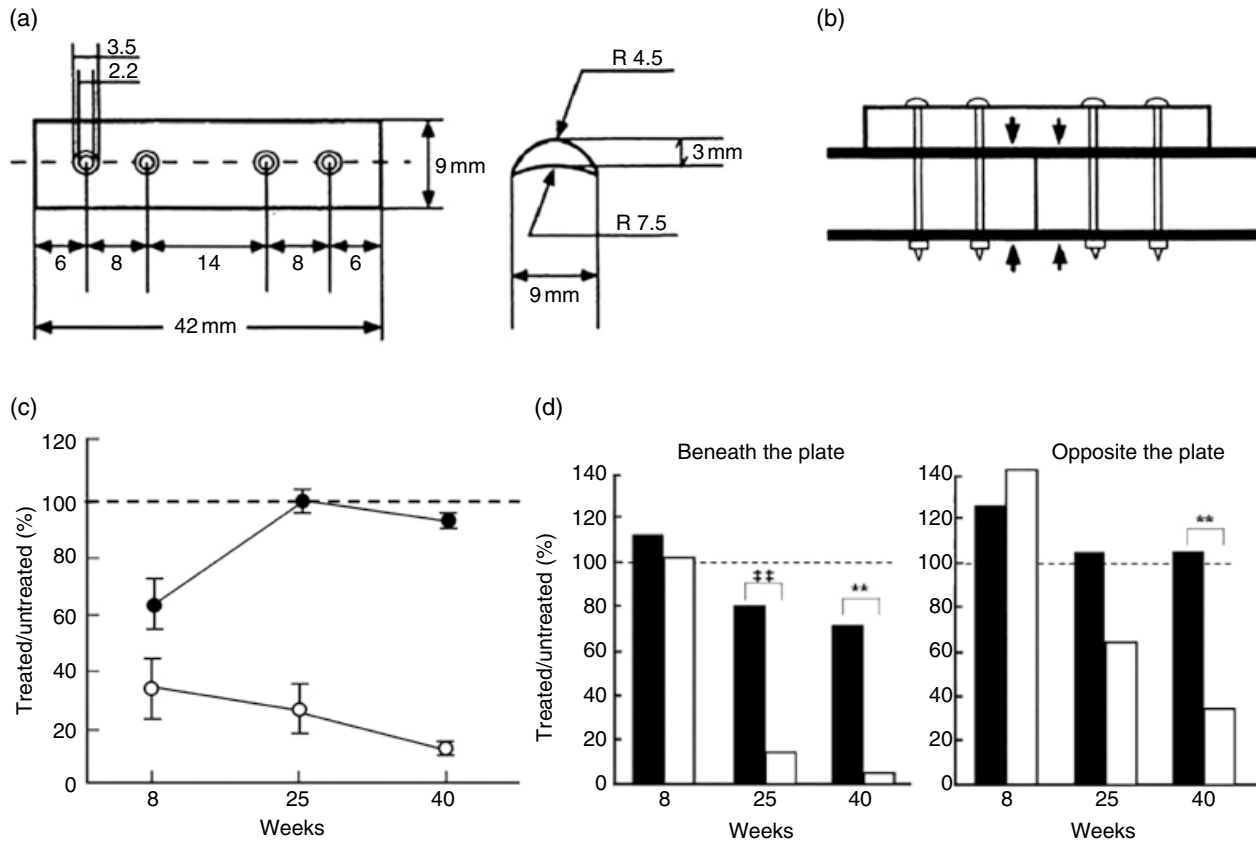 (a)
3.5
2.2
9 mm
6 8 14 8 6
42 mm
R 4.5
3 mm
R 7.5
9 mm
(b)
(c)
120
100
80
60
40
20
0
Treated/untreated (%)
8 25 40
Weeks
(d)
Beneath the plate
140
120
100
80
60
40
20
0
Treated/untreated (%)
‡‡
**
8 25 40
Weeks
Opposite the plate
140
120
100
80
60
40
20
0
**
8 25 40
Weeks